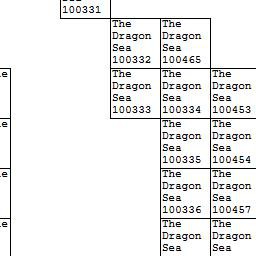 100331
The
Dragon
Sea
100332
The
Dragon
Sea
100465
The
Dragon
Sea
100333
The
Dragon
Sea
100334
The
Dragon
Sea
100453
The
Dragon
Sea
100335
The
Dragon
Sea
100454
The
Dragon
Sea
100336
The
Dragon
Sea
100457
The
Dragon
Sea
The
Dragon
Sea